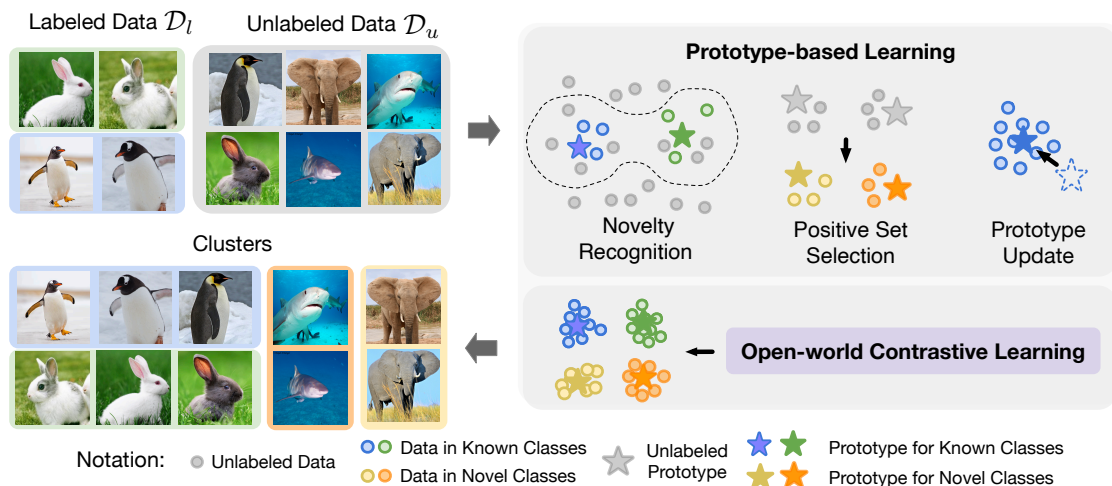 Labeled Data 𝒟_l
Unlabeled Data 𝒟_u
Prototype-based Learning
Novelty
Recognition
Positive Set
Selection
Prototype
Update
Clusters
Open-world Contrastive Learning
Notation:
Unlabeled Data
Data in Known Classes
Data in Novel Classes
Unlabeled
Prototype
Prototype for Known Classes
Prototype for Novel Classes